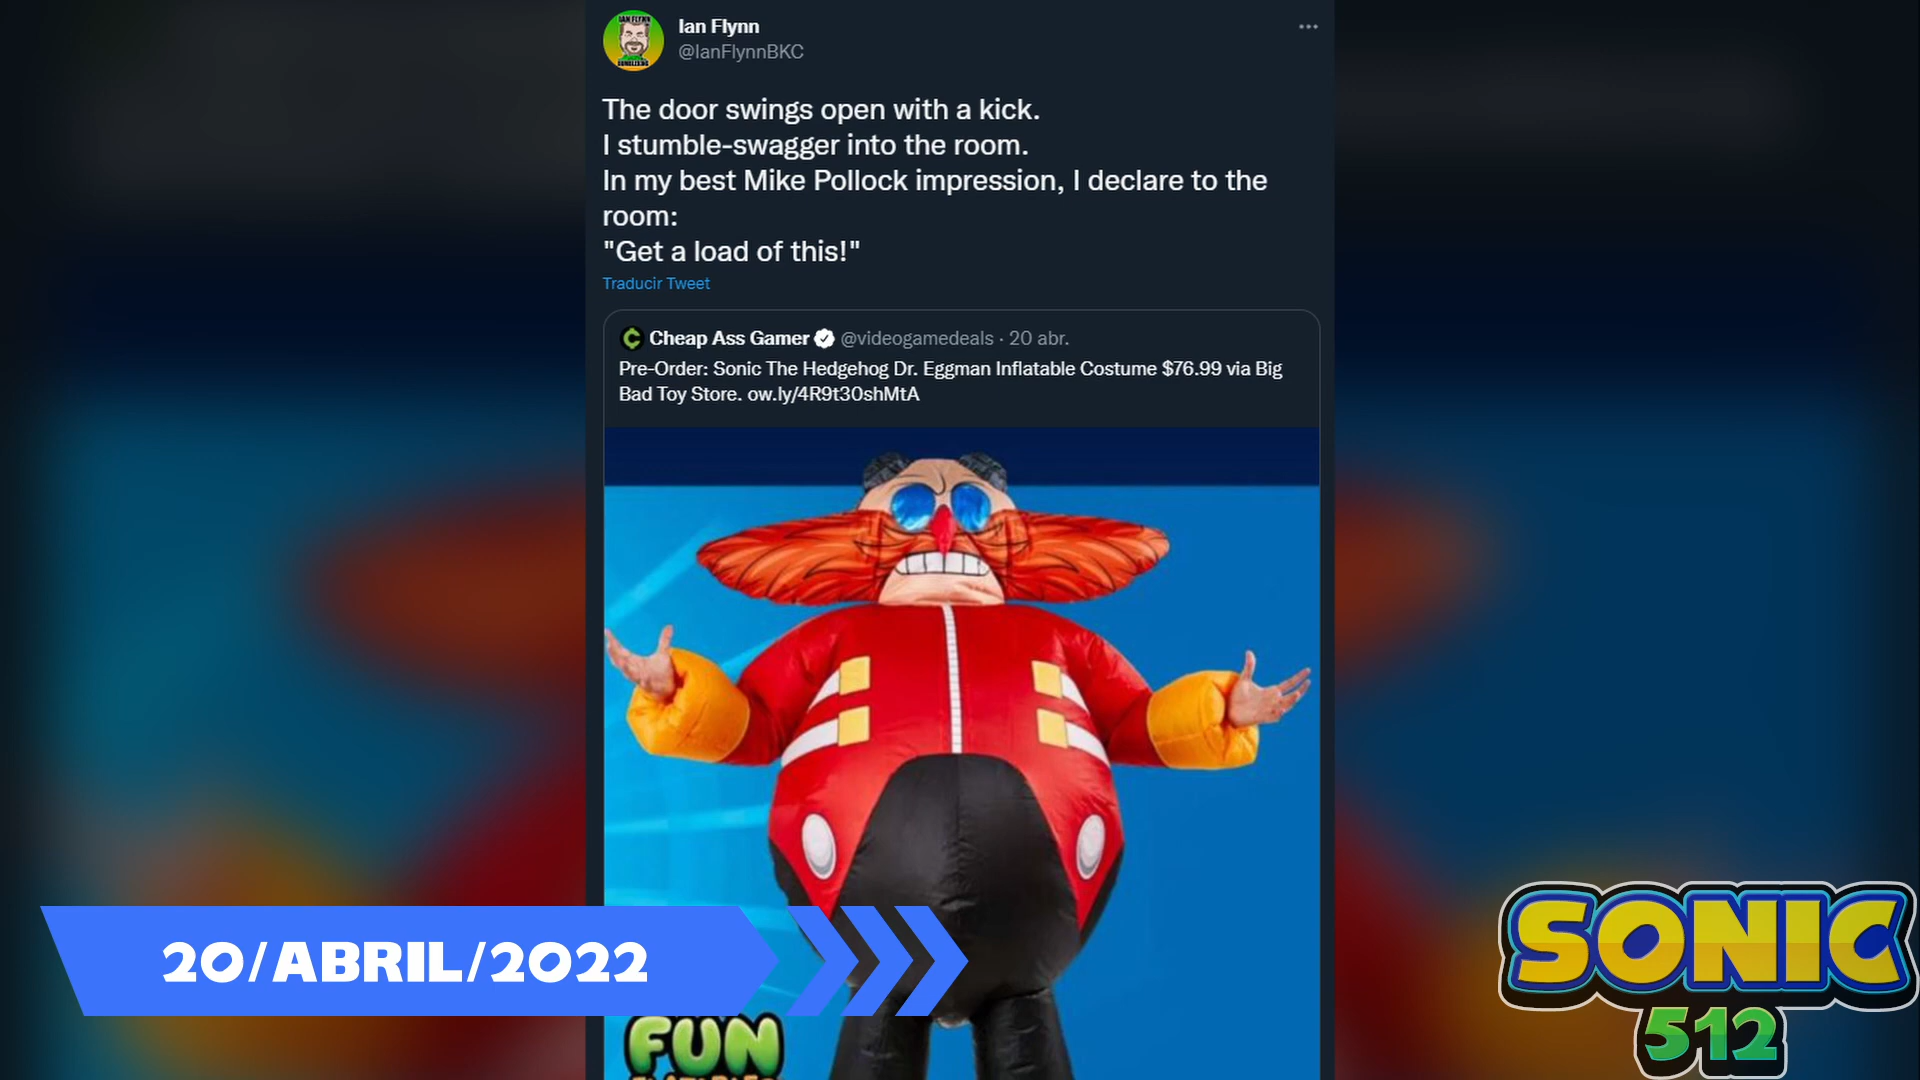 IAN FLYNN
Ian Flynn
@IanFlynnBKC
The door swings open with a kick.
I stumble-swagger into the room.
In my best Mike Pollock impression, I declare to the
room:
"Get a load of this!"
Traducir Tweet
Cheap Ass Gamer @videogamedeals · 20 abr.
Pre-Order: Sonic The Hedgehog Dr. Eggman Inflatable Costume $76.99 via Big
Bad Toy Store. ow.ly/4R9t30shMtA
20/ABRIL/2022
FUN
SONIC
512